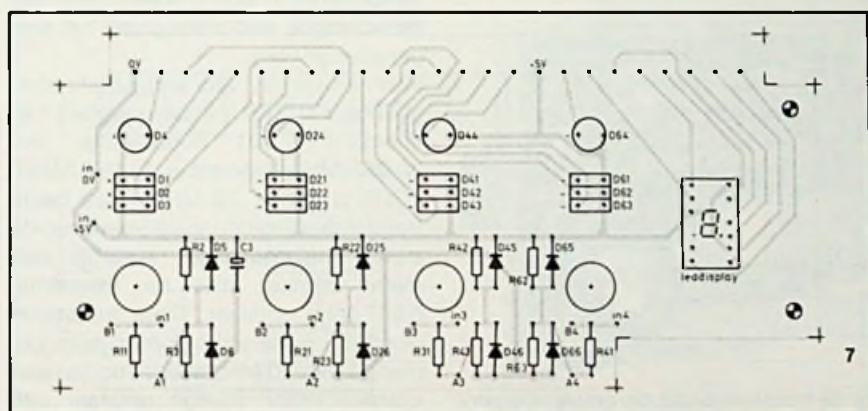 0V +5V
D4 D24 D44 D64
in 0V
D1 D21 D41 D61
D2 D22 D42 D62
D3 D23 D43 D63
in +5V
R2 D5 C3 R22 D25 R42 D45 R62 D65
leddisplay
B1 in1 B2 in2 B3 in3 B4 in4
R11 R3 D6 R21 R23 D26 R31 R43 D46 R63 D66 R41
A1 A2 A3 A4
7